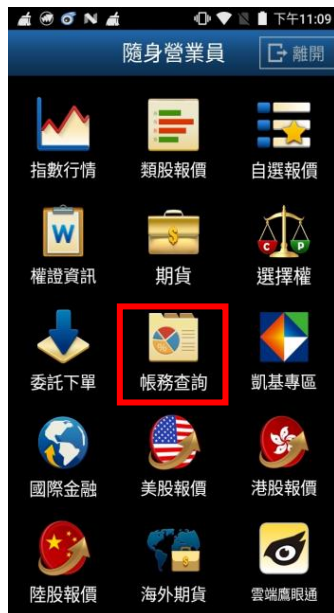 下午11:09
隨身營業員
離開
指數行情 類股報價 自選報價
W $ C P
權證資訊 期貨 選擇權
委託下單 帳務查詢 凱基專區
國際金融 美股報價 港股報價
陸股報價 海外期貨 雲端鷹眼通